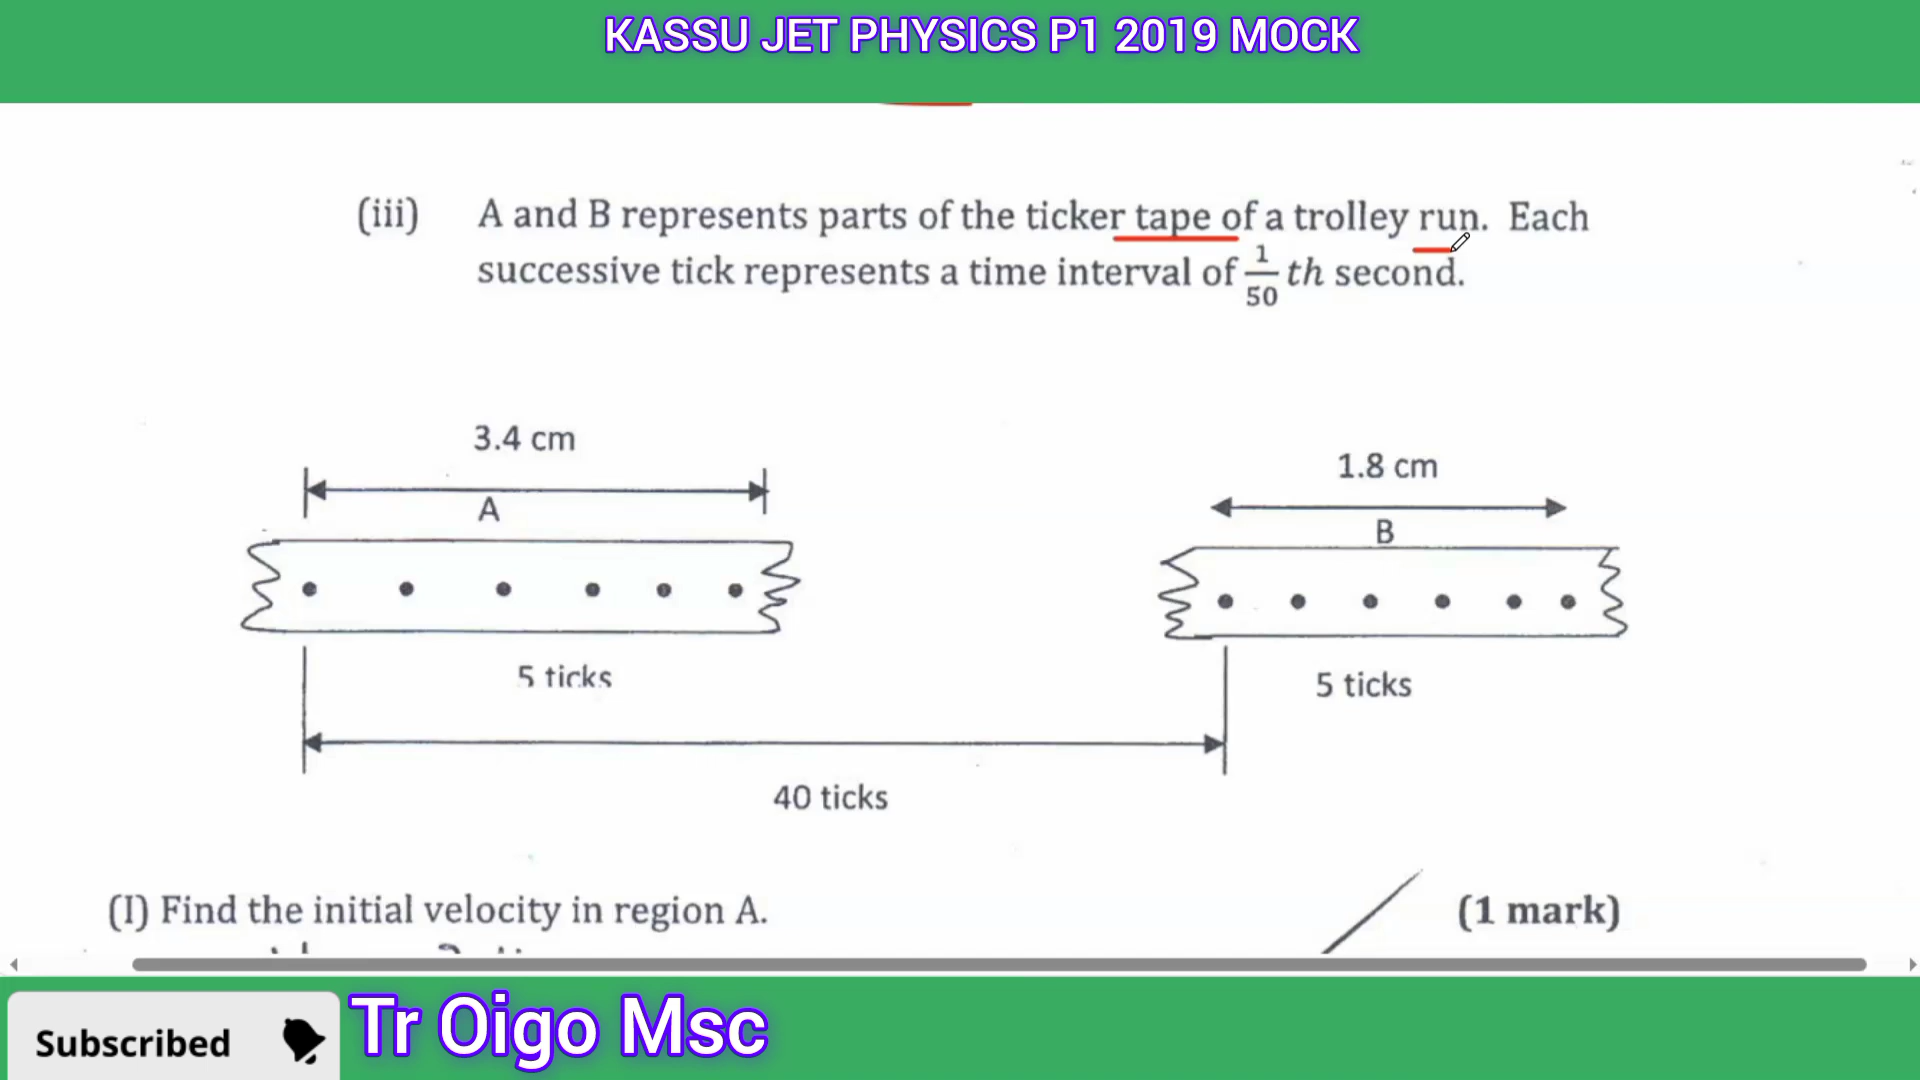 KASSU JET PHYSICS P1 2019 MOCK
(iii) A and B represents parts of the ticker tape of a trolley run. Each
successive tick represents a time interval of 1/50 th second.
3.4 cm
A
1.8 cm
B
5 ticks
5 ticks
40 ticks
(I) Find the initial velocity in region A. (1 mark)
Subscribed
Tr Oigo Msc